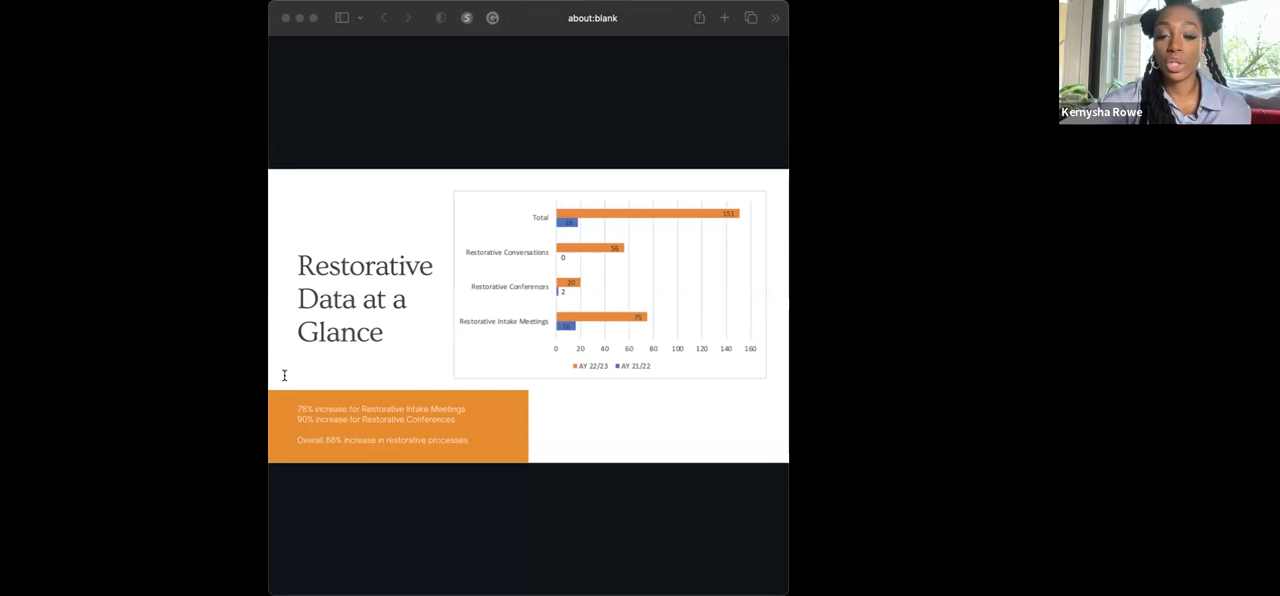 about:blank
Kemysha Rowe
Restorative
Data at a
Glance
Total
151
18
Restorative Conversations
56
0
Restorative Conferences
20
2
Restorative Intake Meetings
75
16
0 20 40 60 80 100 120 140 160
AY 22/23 AY 21/22
78% increase for Restorative Intake Meetings
90% increase for Restorative Conferences
Overall 88% increase in restorative processes